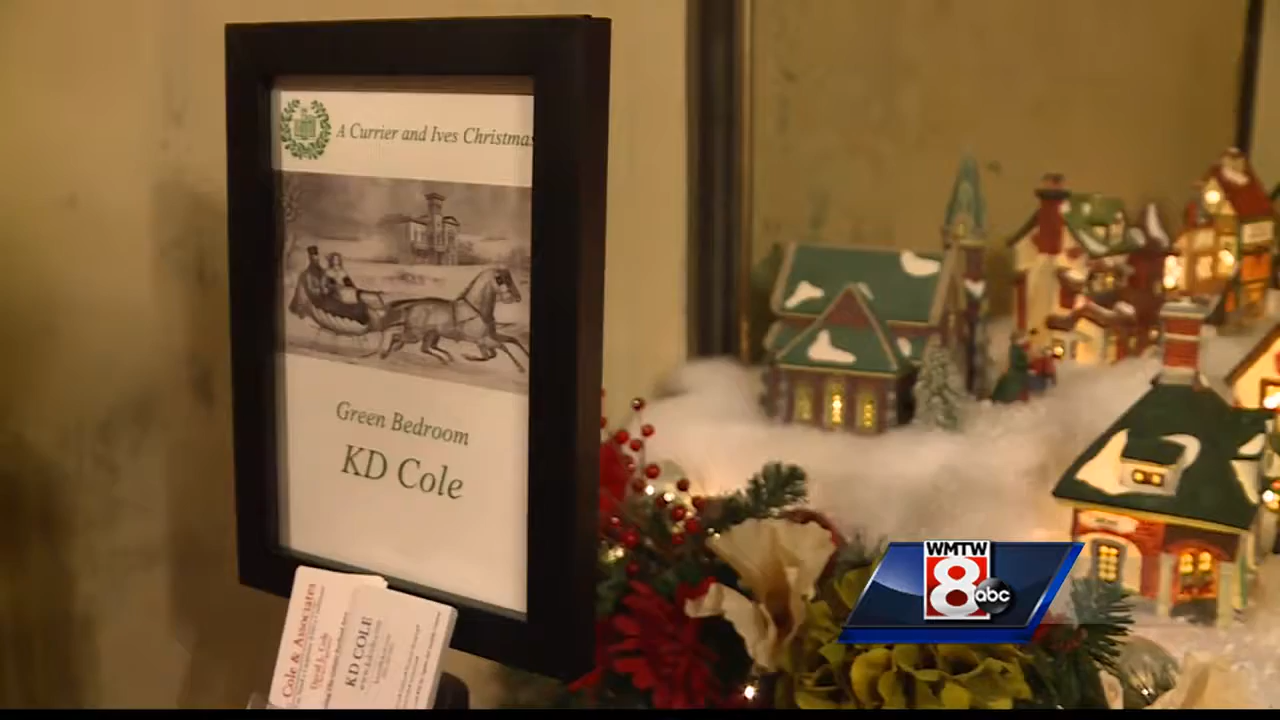 A Currier and Ives Christmas
Green Bedroom
KD Cole
Cole & Associates
KD COLE
WMTW
8
abc